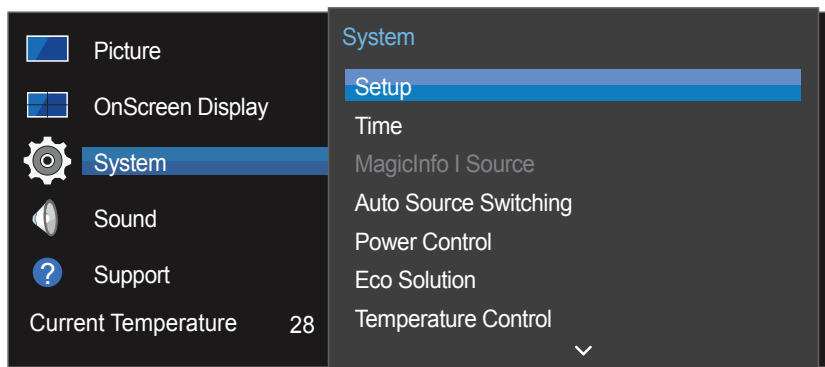 Picture
OnScreen Display
System
Sound
?
Support
Current Temperature 28
System
Setup
Time
MagicInfo I Source
Auto Source Switching
Power Control
Eco Solution
Temperature Control